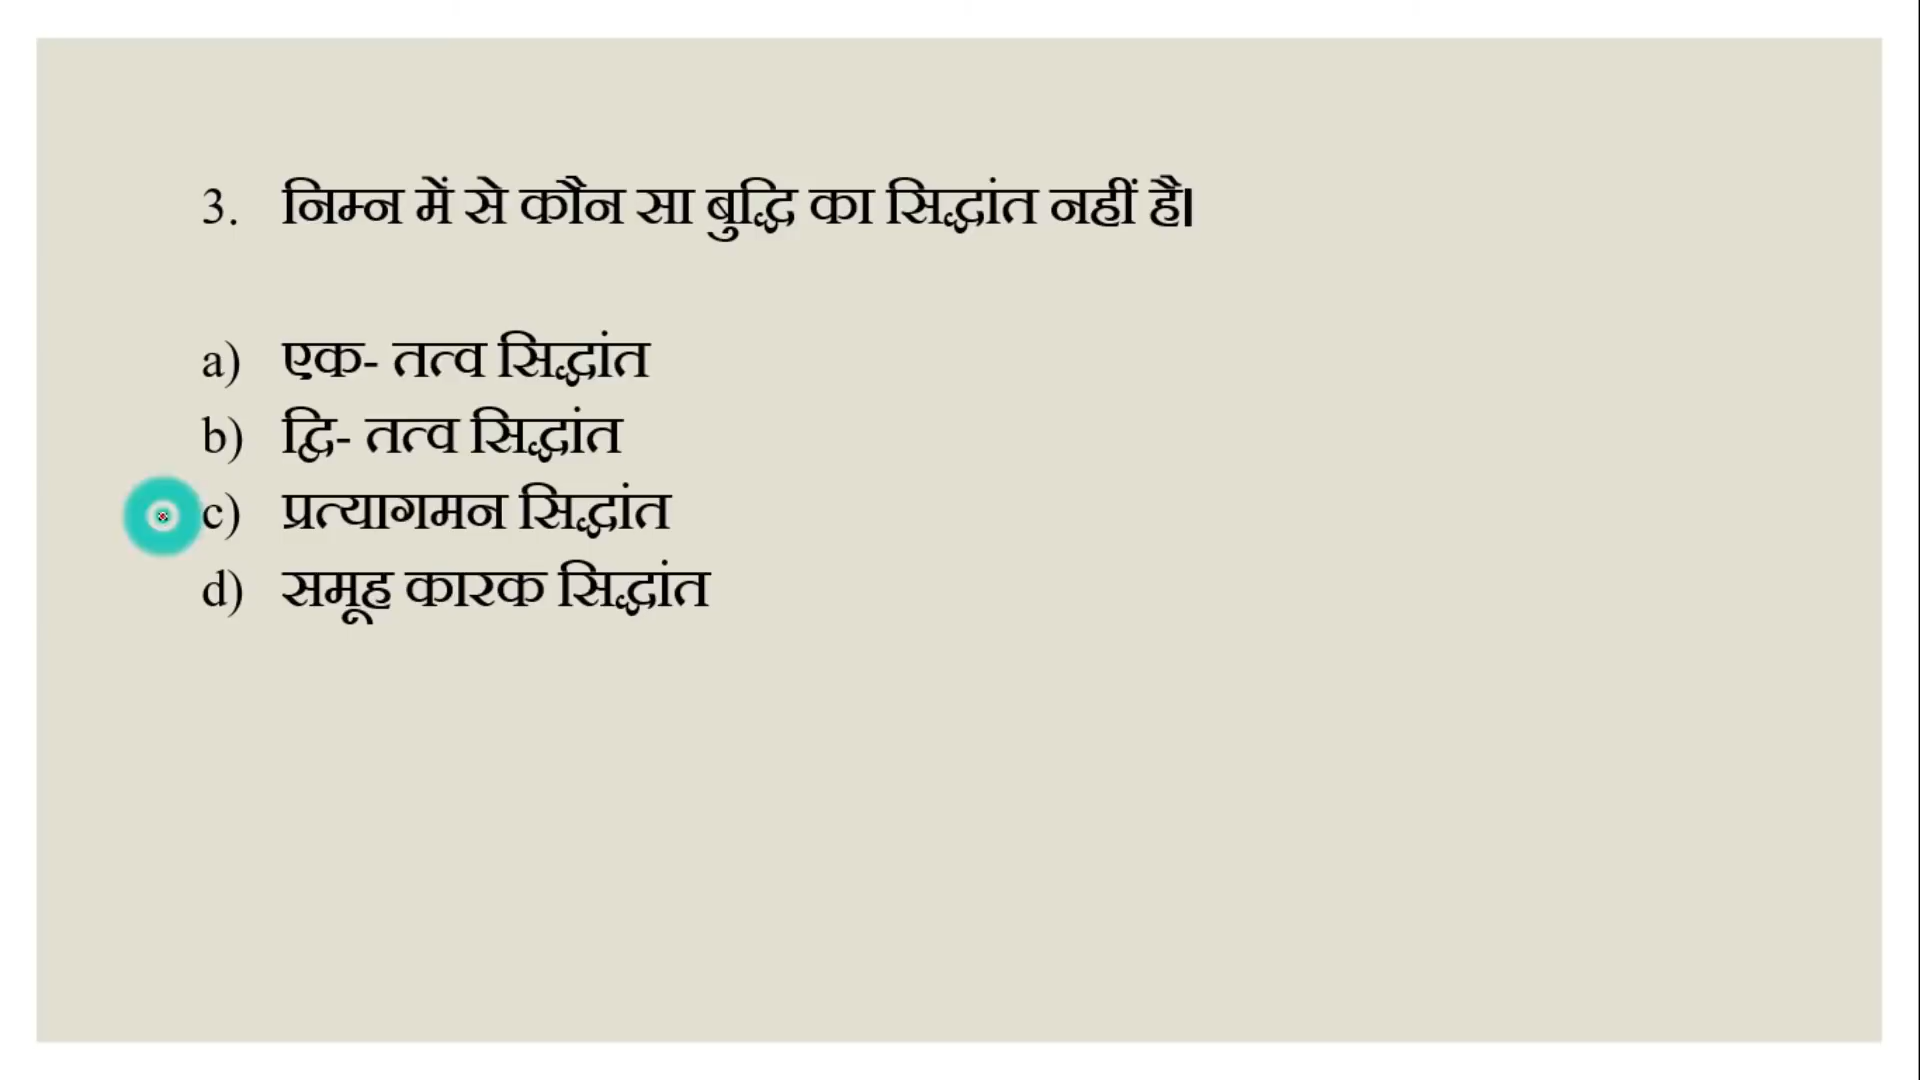 3. निम्न में से कौन सा बुद्धि का सिद्धांत नहीं है।
a) एक- तत्व सिद्धांत
b) द्वि- तत्व सिद्धांत
c) प्रत्यागमन सिद्धांत
d) समूह कारक सिद्धांत